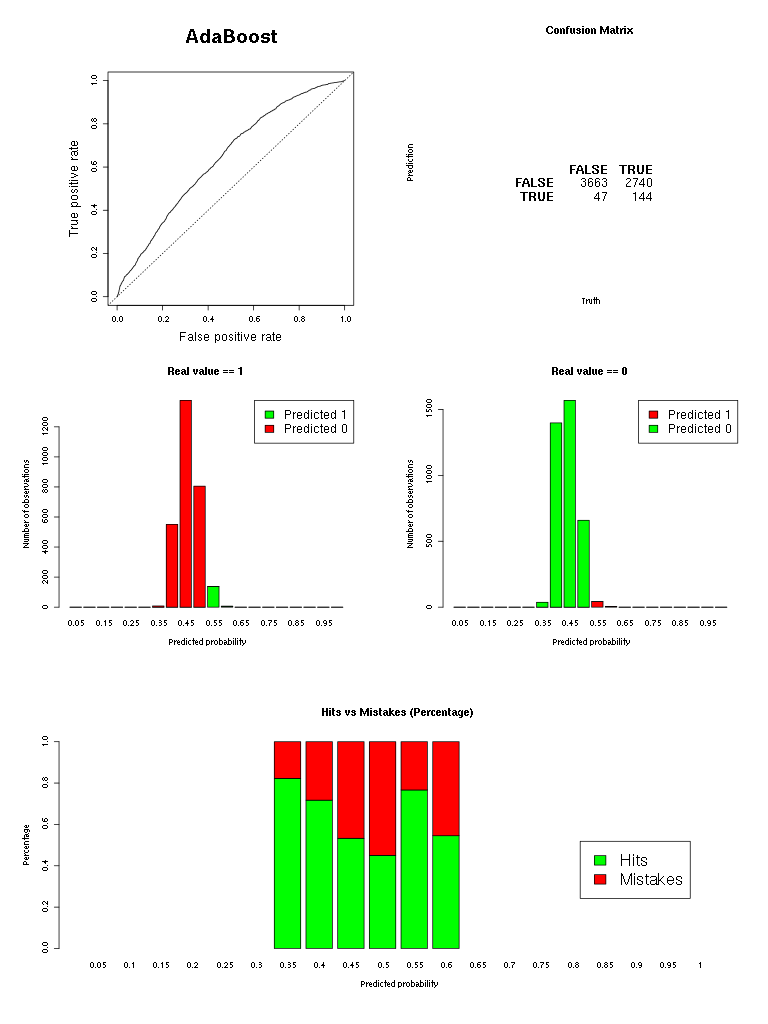 AdaBoost
Confusion Matrix
True positive rate
0.0 0.2 0.4 0.6 0.8 1.0
0.0 0.2 0.4 0.6 0.8 1.0
False positive rate
Prediction
FALSE TRUE
FALSE 3663 2740
TRUE 47 144
Truth
Real value == 1
Number of observations
0 200 400 600 800 1000 1200
Predicted 1
Predicted 0
0.05 0.15 0.25 0.35 0.45 0.55 0.65 0.75 0.85 0.95
Predicted probability
Real value == 0
Number of observations
0 500 1000 1500
Predicted 1
Predicted 0
0.05 0.15 0.25 0.35 0.45 0.55 0.65 0.75 0.85 0.95
Predicted probability
Hits vs Mistakes (Percentage)
Percentage
0.0 0.2 0.4 0.6 0.8 1.0
Hits
Mistakes
0.05 0.1 0.15 0.2 0.25 0.3 0.35 0.4 0.45 0.5 0.55 0.6 0.65 0.7 0.75 0.8 0.85 0.9 0.95 1
Predicted probability